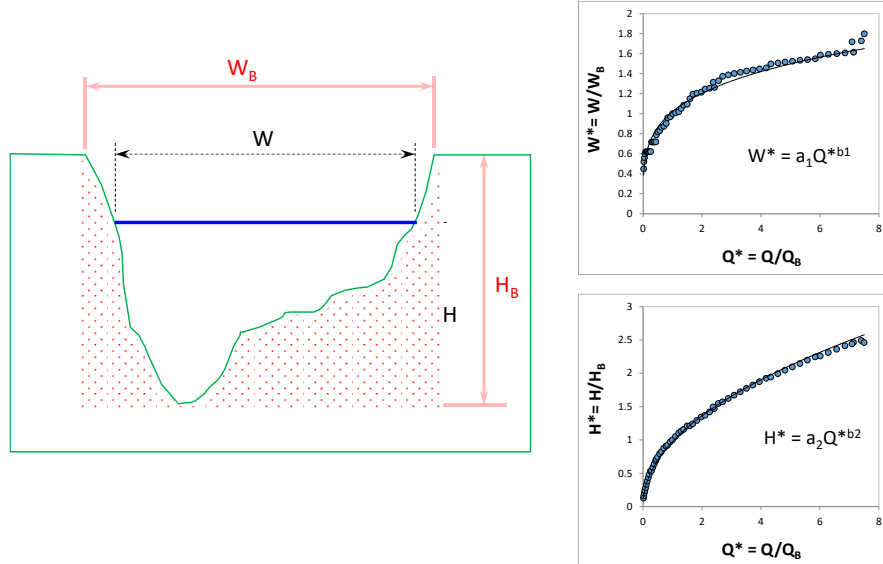 W_B
W
H_B
H
W*= W/W_B
2
1.8
1.6
1.4
1.2
1
0.8
0.6
0.4
0.2
0
W* = a_1Q*^b1
0 2 4 6 8
Q* = Q/Q_B
H*= H/H_B
3
2.5
2
1.5
1
0.5
0
H* = a_2Q*^b2
0 2 4 6 8
Q* = Q/Q_B